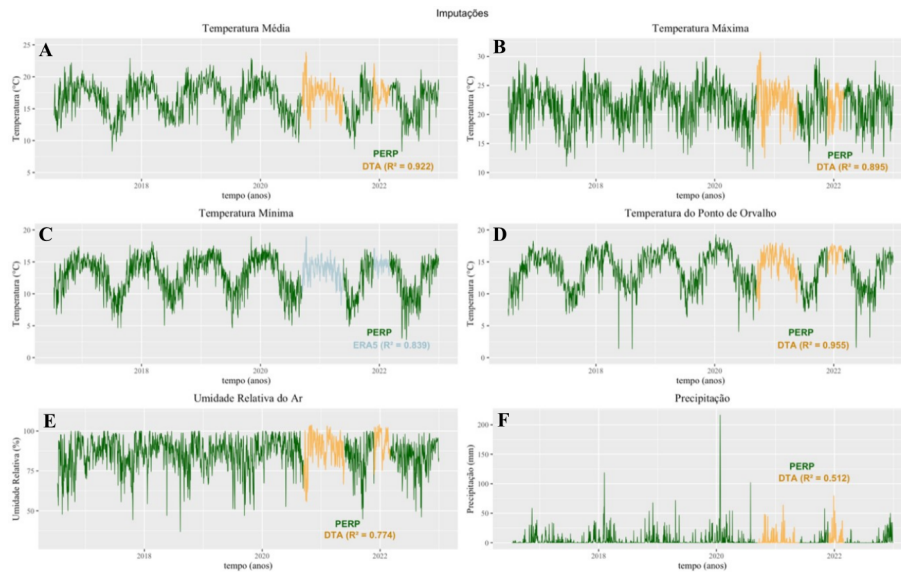 Imputações
Temperatura Média
A
25
20
15
10
5
Temperatura (°C)
PERP
DTA (R² = 0.922)
2018
2020
2022
tempo (anos)
Temperatura Máxima
B
30
25
20
15
10
Temperatura (°C)
PERP
DTA (R² = 0.895)
2018
2020
2022
tempo (anos)
Temperatura Mínima
C
20
15
10
5
0
Temperatura (°C)
PERP
ERA5 (R² = 0.839)
2018
2020
2022
tempo (anos)
Temperatura do Ponto de Orvalho
D
20
15
10
5
0
Temperatura (°C)
PERP
DTA (R² = 0.955)
2018
2020
2022
tempo (anos)
Umidade Relativa do Ar
E
100
75
50
Umidade Relativa (%)
PERP
DTA (R² = 0.774)
2018
2020
2022
tempo (anos)
Precipitação
F
200
150
100
50
0
Precipitação (mm)
PERP
DTA (R² = 0.512)
2018
2020
2022
tempo (anos)